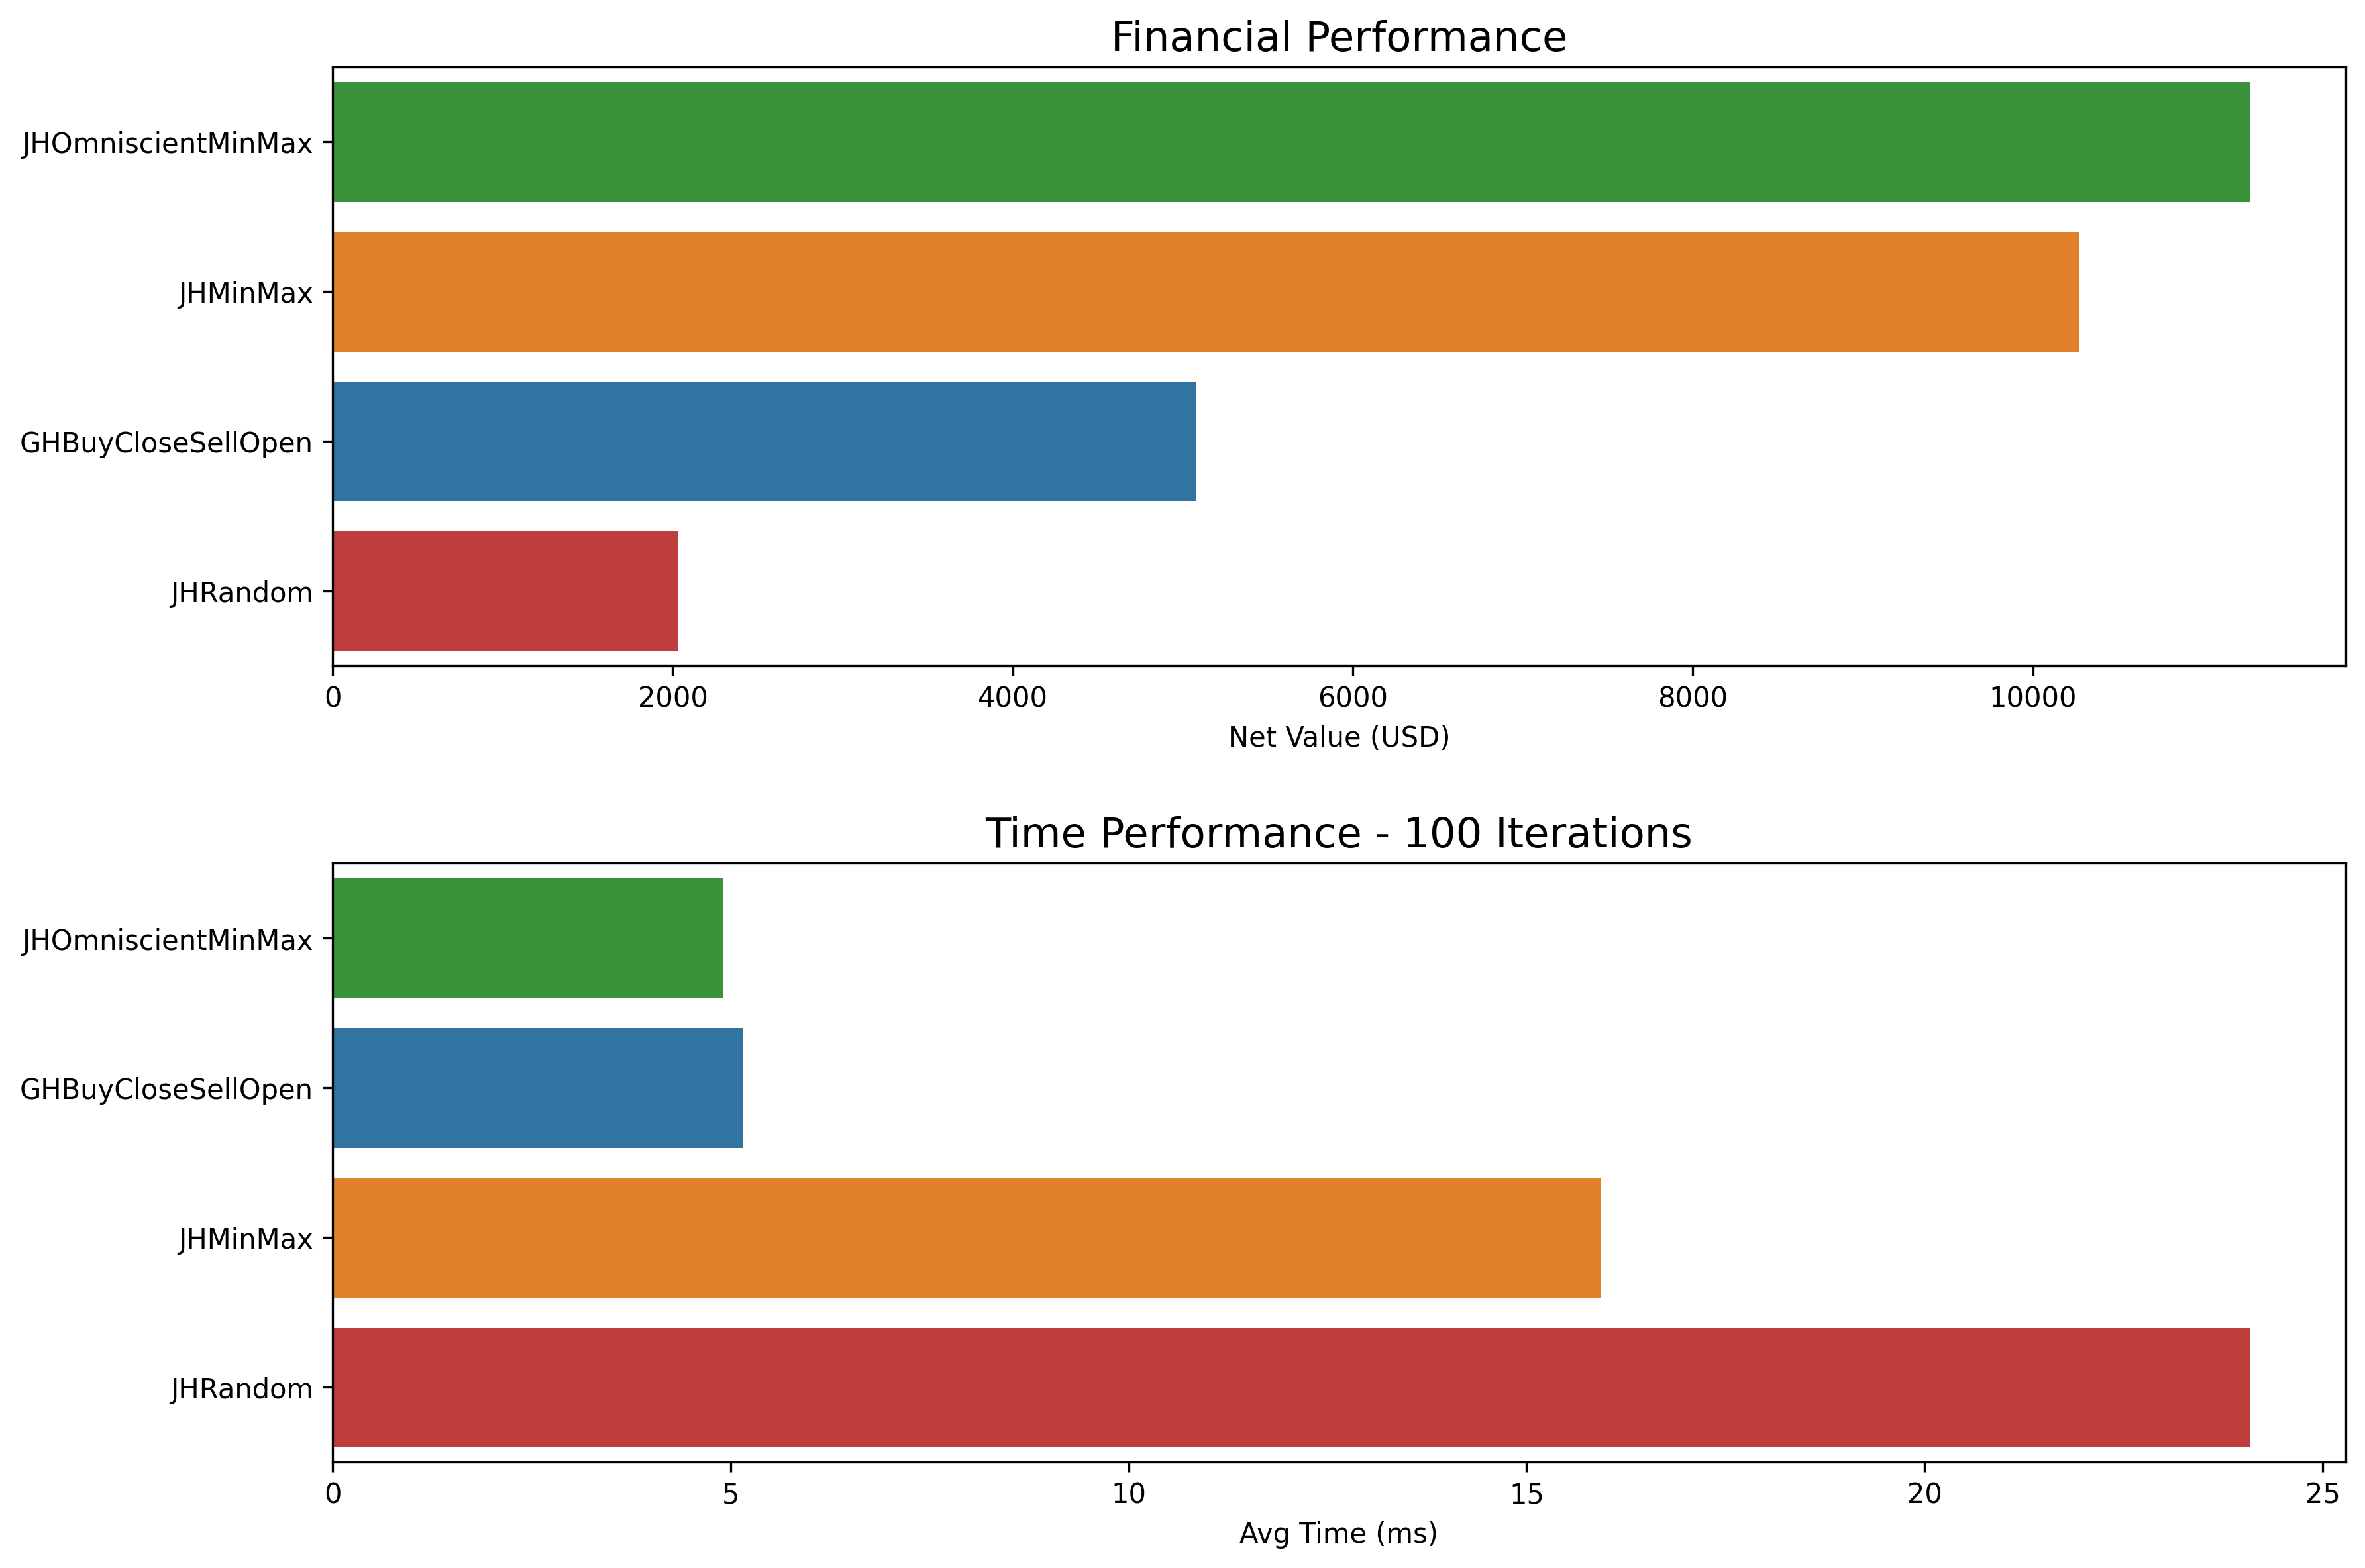 Financial Performance
JHOmniscientMinMax
JHMinMax
GHBuyCloseSellOpen
JHRandom
0 2000 4000 6000 8000 10000
Net Value (USD)
Time Performance - 100 Iterations
JHOmniscientMinMax
GHBuyCloseSellOpen
JHMinMax
JHRandom
0 5 10 15 20 25
Avg Time (ms)